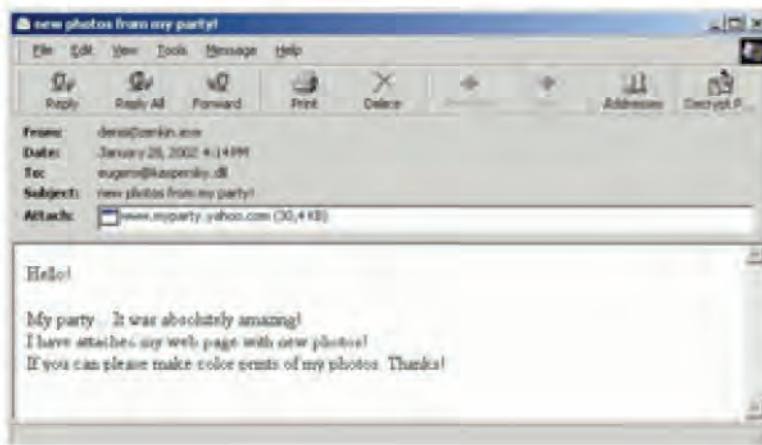 new photos from my party!
File Edit View Tools Message Help
Reply Reply All Forward Print Delete Addresses Decrypt P...
From:
Date: January 28, 2002 4:14 PM
To:
Subject: new photos from my party!
Attach: www.myparty.yahoo.com (30,4 KB)
Hello!
My party... It was absolutely amazing!
I have attached my web page with new photos!
If you can please make color prints of my photos. Thanks!